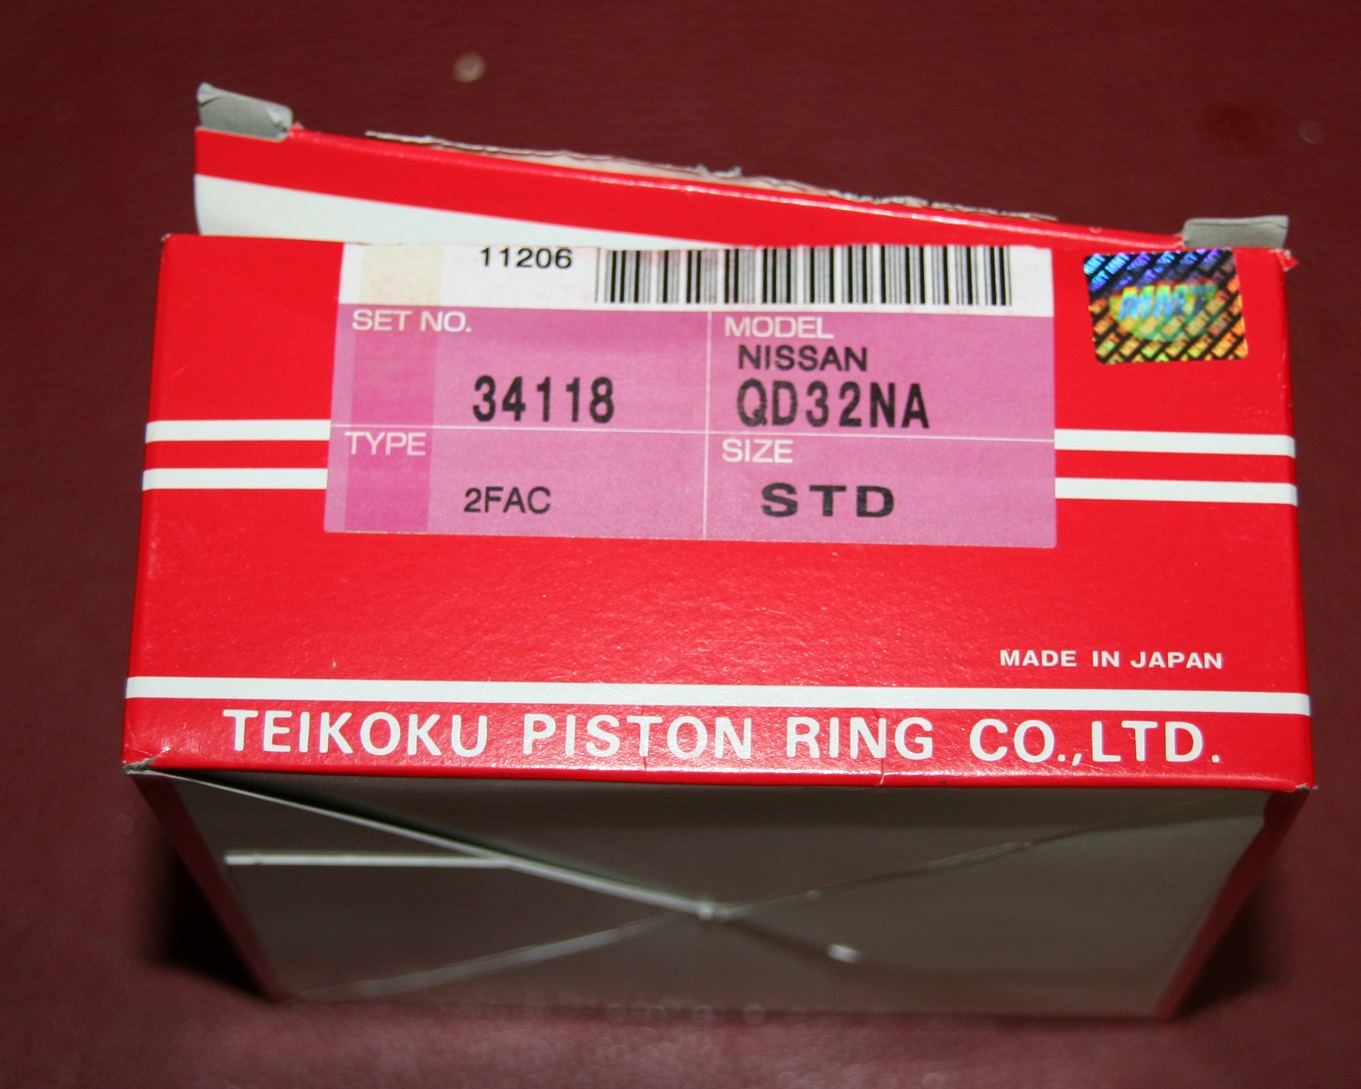 11206
SET NO.
34118
MODEL
NISSAN
QD32NA
TYPE
2FAC
SIZE
STD
MMT
MADE IN JAPAN
TEIKOKU PISTON RING CO.,LTD.